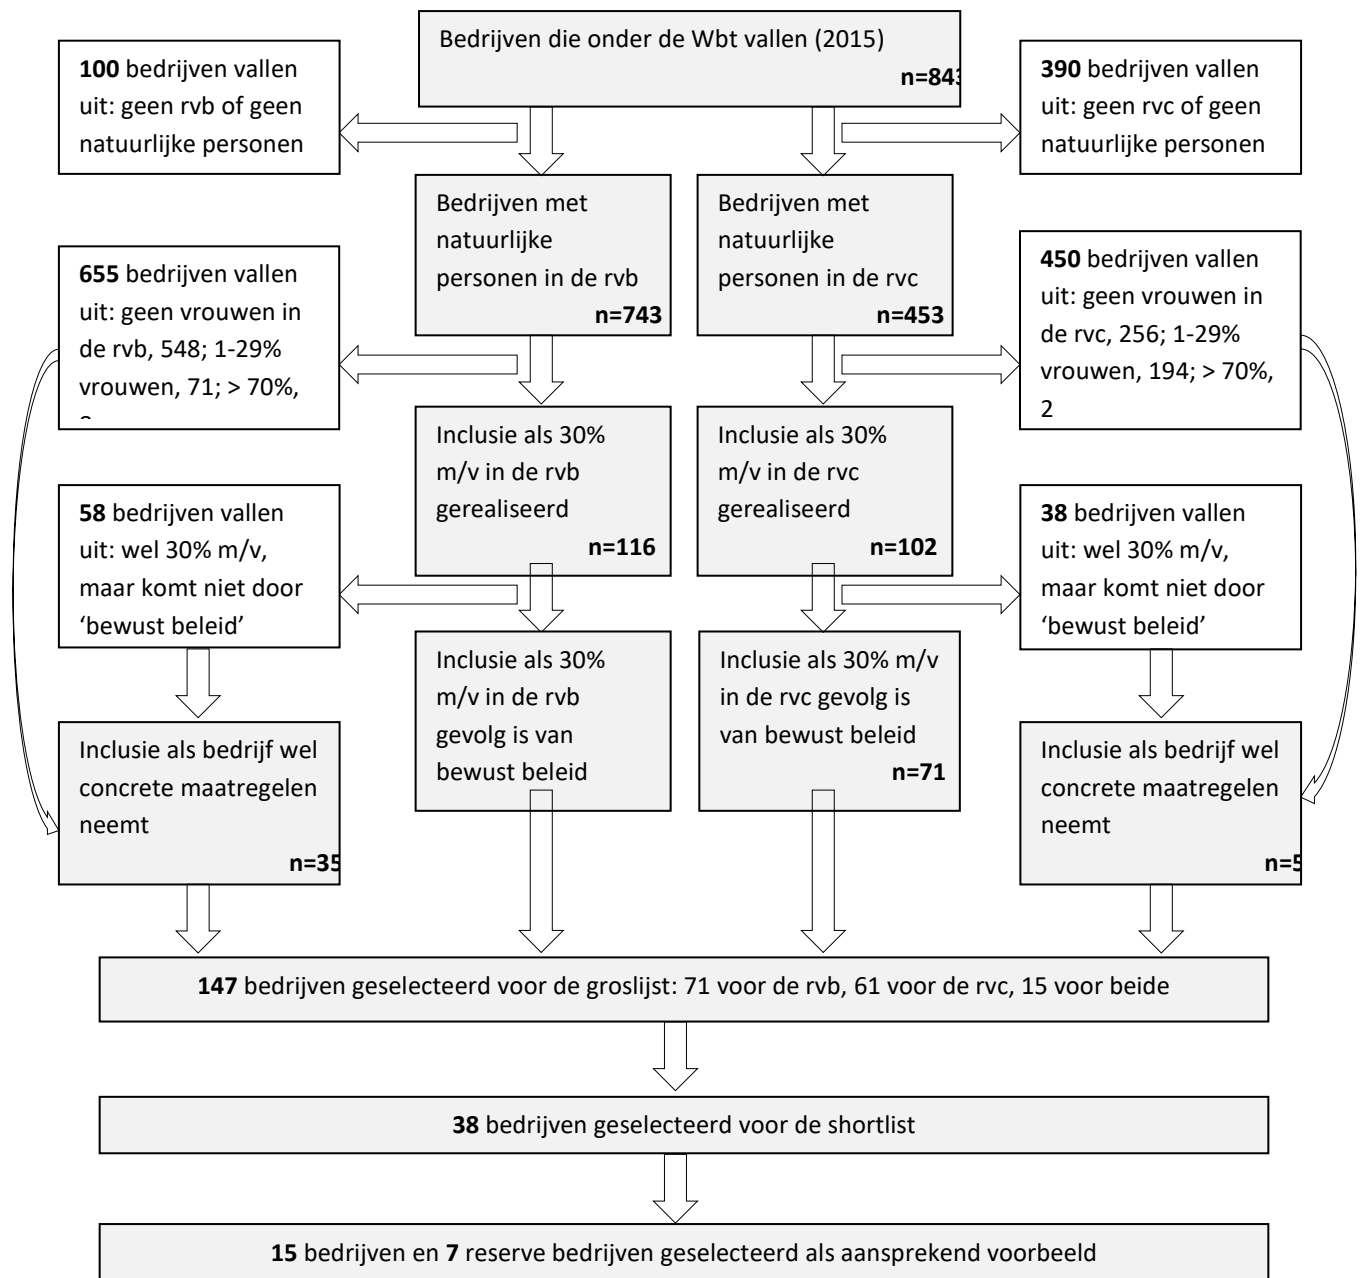 Bedrijven die onder de Wbt vallen (2015)
n=843
100 bedrijven vallen
uit: geen rvb of geen
natuurlijke personen
390 bedrijven vallen
uit: geen rvc of geen
natuurlijke personen
Bedrijven met
natuurlijke
personen in de rvb
n=743
Bedrijven met
natuurlijke
personen in de rvc
n=453
655 bedrijven vallen
uit: geen vrouwen in
de rvb, 548; 1-29%
vrouwen, 71; > 70%,
450 bedrijven vallen
uit: geen vrouwen in
de rvc, 256; 1-29%
vrouwen, 194; > 70%,
2
Inclusie als 30%
m/v in de rvb
gerealiseerd
n=116
Inclusie als 30%
m/v in de rvc
gerealiseerd
n=102
58 bedrijven vallen
uit: wel 30% m/v,
maar komt niet door
‘bewust beleid’
38 bedrijven vallen
uit: wel 30% m/v,
maar komt niet door
‘bewust beleid’
Inclusie als 30%
m/v in de rvb
gevolg is van
bewust beleid
Inclusie als 30% m/v
in de rvc gevolg is
van bewust beleid
n=71
Inclusie als bedrijf wel
concrete maatregelen
neemt
n=35
Inclusie als bedrijf wel
concrete maatregelen
neemt
n=5
147 bedrijven geselecteerd voor de groslijst: 71 voor de rvb, 61 voor de rvc, 15 voor beide
38 bedrijven geselecteerd voor de shortlist
15 bedrijven en 7 reserve bedrijven geselecteerd als aansprekend voorbeeld